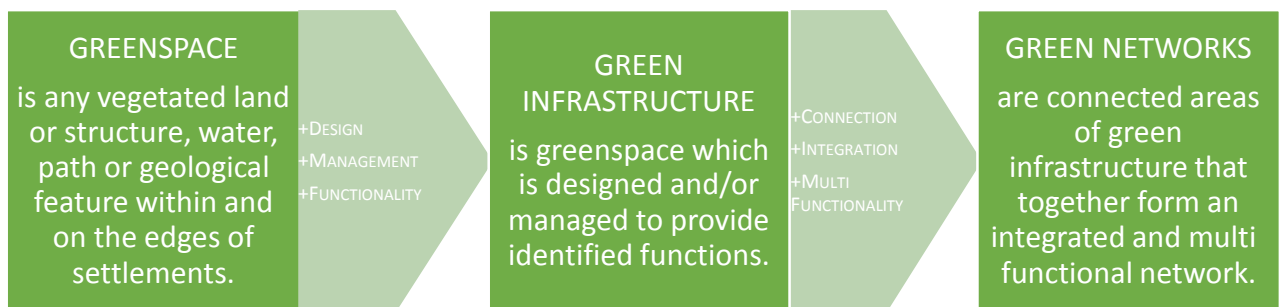 GREENSPACE
is any vegetated land
or structure, water,
path or geological
feature within and
on the edges of
settlements.
+DESIGN
+MANAGEMENT
+FUNCTIONALITY
GREEN
INFRASTRUCTURE
is greenspace which
is designed and/or
managed to provide
identified functions.
+CONNECTION
+INTEGRATION
+MULTI
FUNCTIONALITY
GREEN NETWORKS
are connected areas
of green
infrastructure that
together form an
integrated and multi
functional network.